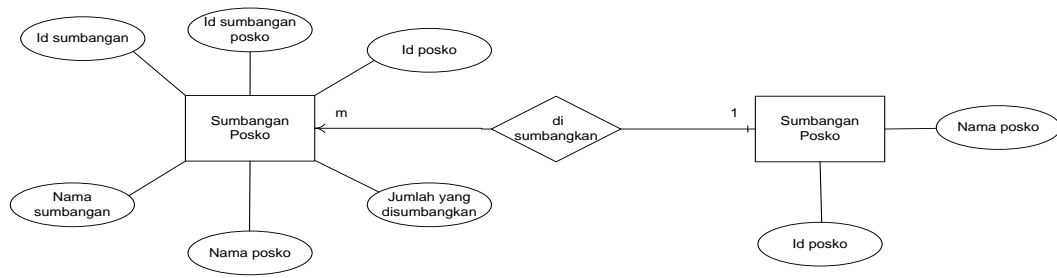 Id sumbangan
Id sumbangan
posko
Id posko
Sumbangan
Posko
m
di
sumbangkan
1
Sumbangan
Posko
Nama posko
Nama
sumbangan
Nama posko
Jumlah yang
disumbangkan
Id posko